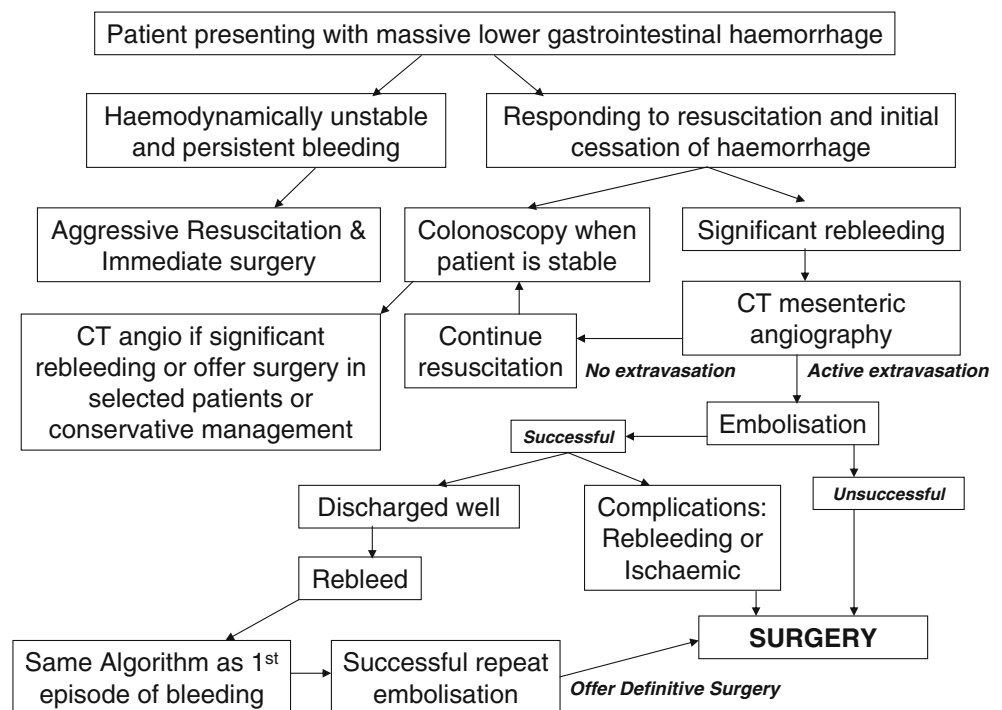 Patient presenting with massive lower gastrointestinal haemorrhage
Haemodynamically unstable
and persistent bleeding
Responding to resuscitation and initial
cessation of haemorrhage
Aggressive Resuscitation &
Immediate surgery
Colonoscopy when
patient is stable
Significant rebleeding
CT angio if significant
rebleeding or offer surgery in
selected patients or
conservative management
Continue
resuscitation
CT mesenteric
angiography
No extravasation
Active extravasation
Embolisation
Successful
Unsuccessful
Discharged well
Complications:
Rebleeding or
Ischaemic
Rebleed
SURGERY
Same Algorithm as 1st
episode of bleeding
Successful repeat
embolisation
Offer Definitive Surgery